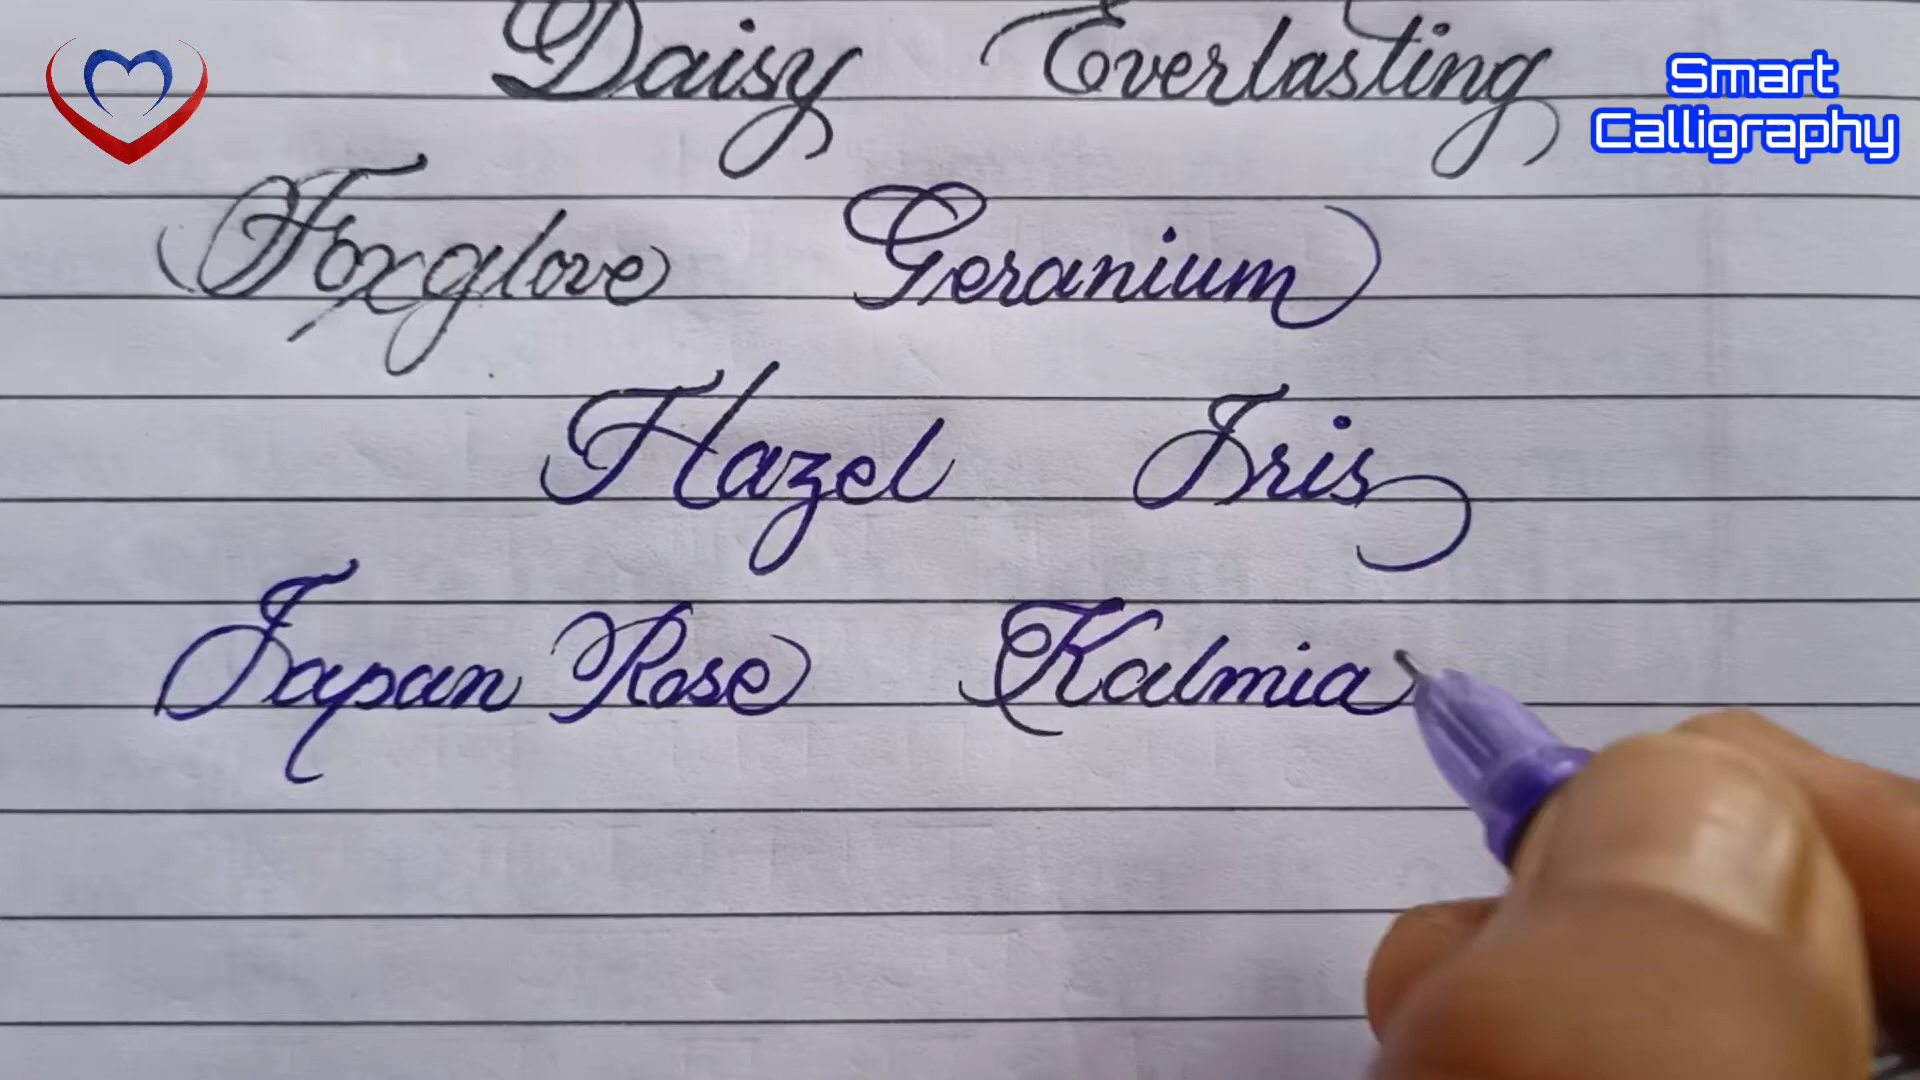 Daisy Everlasting
Smart
Calligraphy
Foxglove Geranium
Hazel Iris
Japan Rose Kalmia